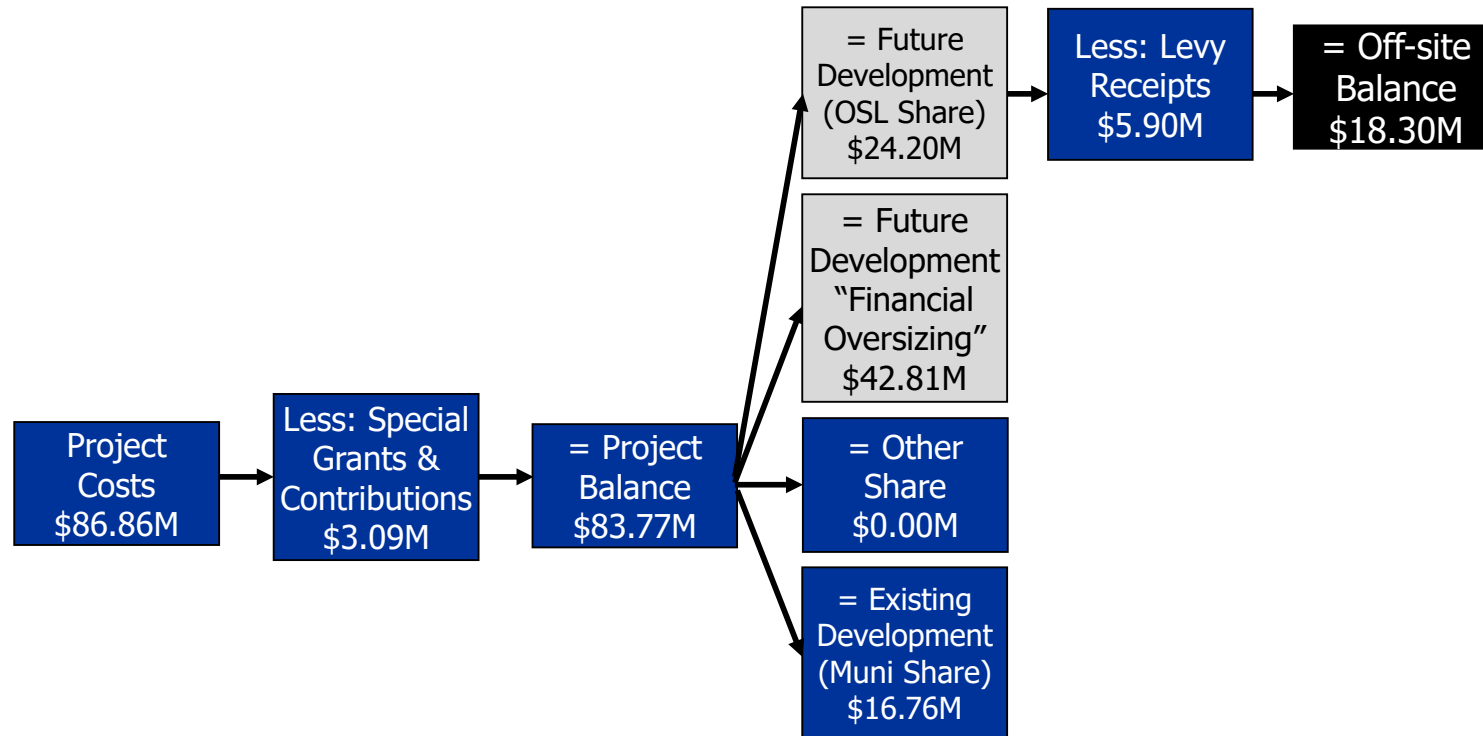 Project
Costs
$86.86M
Less: Special
Grants &
Contributions
$3.09M
= Project
Balance
$83.77M
= Future
Development
(OSL Share)
$24.20M
Less: Levy
Receipts
$5.90M
= Off-site
Balance
$18.30M
= Future
Development
“Financial
Oversizing”
$42.81M
= Other
Share
$0.00M
= Existing
Development
(Muni Share)
$16.76M